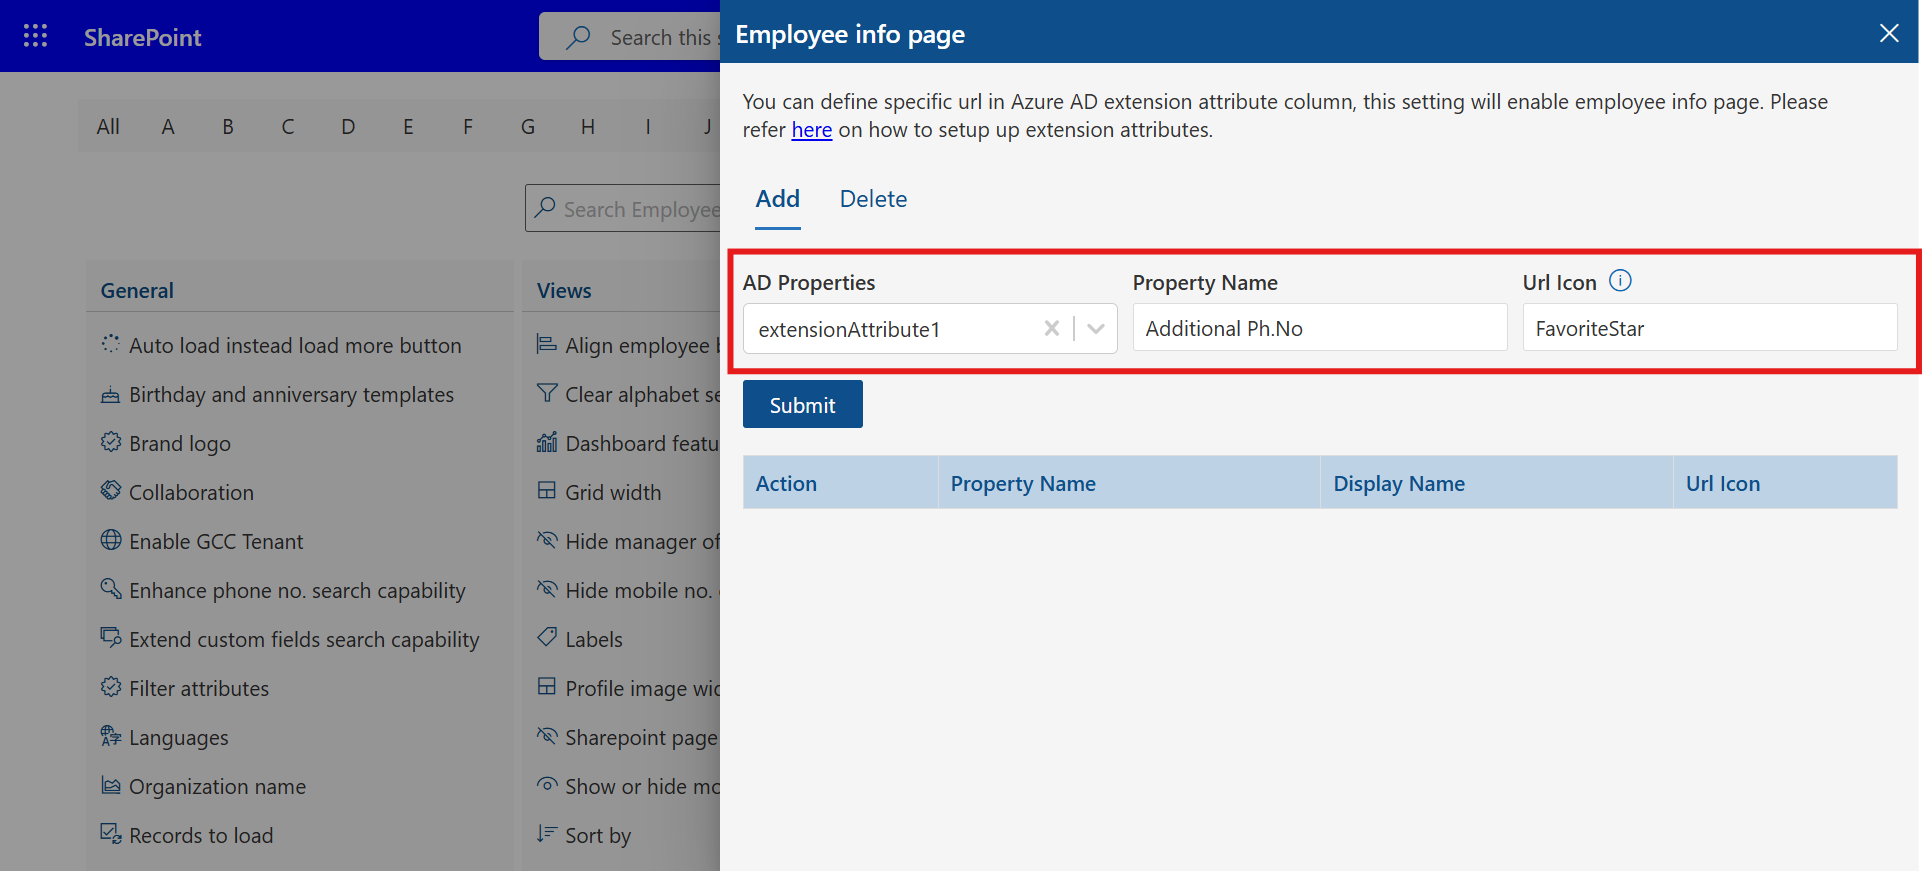 SharePoint
Search this
All A B C D E F G H I J
Search Employee
General
Auto load instead load more button
Birthday and anniversary templates
Brand logo
Collaboration
Enable GCC Tenant
Enhance phone no. search capability
Extend custom fields search capability
Filter attributes
Languages
Organization name
Records to load
Views
Align employee
Clear alphabet se
Dashboard featu
Grid width
Hide manager of
Hide mobile no.
Labels
Profile image wid
Sharepoint page
Show or hide mo
Sort by
Employee info page
You can define specific url in Azure AD extension attribute column, this setting will enable employee info page. Please
refer here on how to setup up extension attributes.
Add Delete
AD Properties Property Name Url Icon
extensionAttribute1 Additional Ph.No FavoriteStar
Submit
Action Property Name Display Name Url Icon